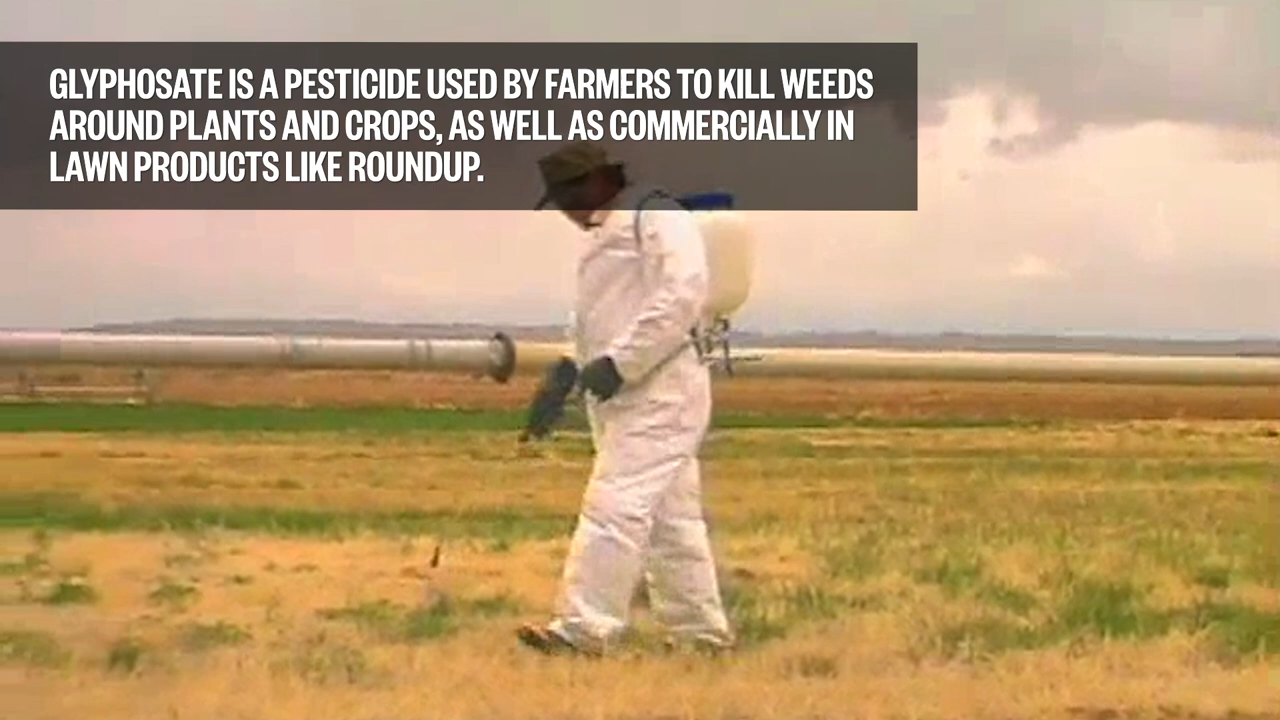 GLYPHOSATE IS A PESTICIDE USED BY FARMERS TO KILL WEEDS
AROUND PLANTS AND CROPS, AS WELL AS COMMERCIALLY IN
LAWN PRODUCTS LIKE ROUNDUP.